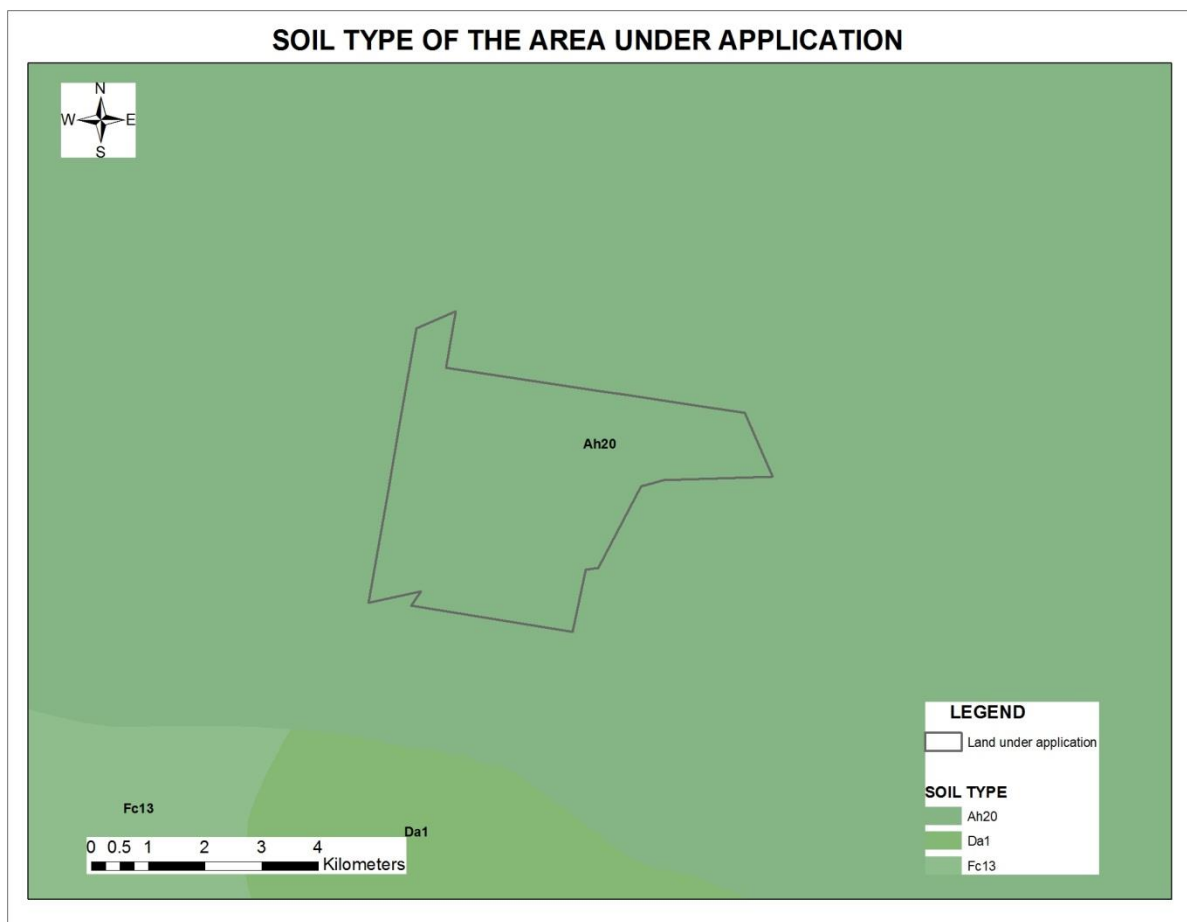 SOIL TYPE OF THE AREA UNDER APPLICATION
N
W E
S
Ah20
LEGEND
Land under application
SOIL TYPE
Ah20
Da1
Fc13
Fc13
Da1
0 0.5 1 2 3 4
Kilometers